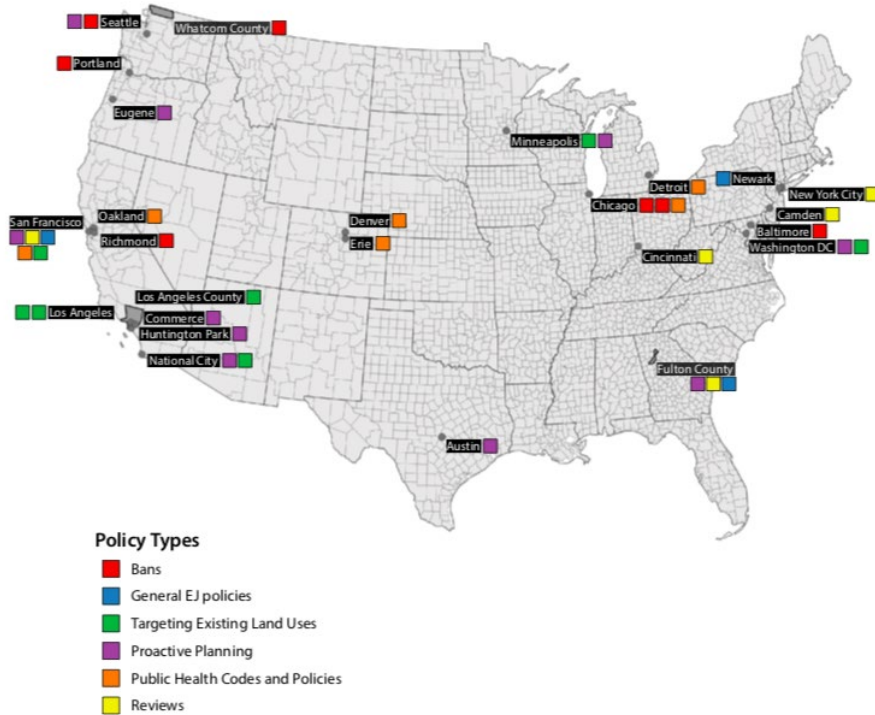 Seattle
Whatcom County
Portland
Eugene
Minneapolis
Detroit
Newark
New York City
Chicago
Camden
Oakland
San Francisco
Denver
Baltimore
Richmond
Erie
Cincinnati
Washington DC
Los Angeles County
Los Angeles
Commerce
Huntington Park
National City
Fulton County
Austin
Policy Types
Bans
General EJ policies
Targeting Existing Land Uses
Proactive Planning
Public Health Codes and Policies
Reviews